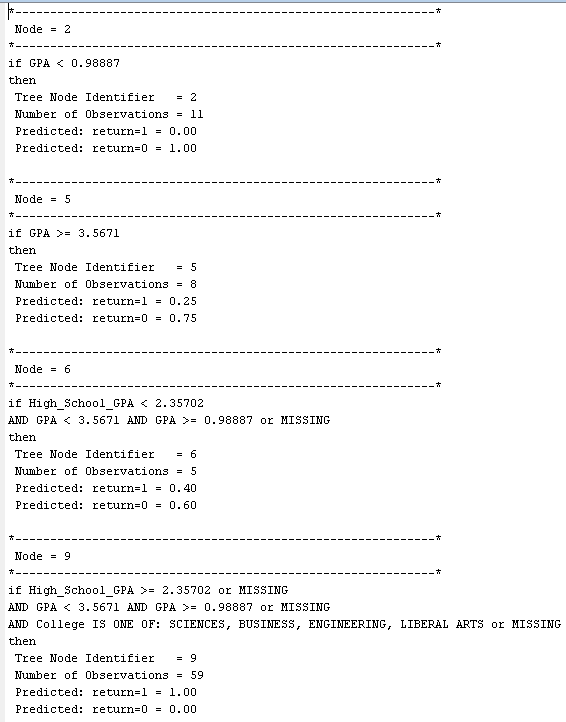 *----------------------------------------------------------------*
Node = 2
*----------------------------------------------------------------*
if GPA < 0.98887
then
Tree Node Identifier   = 2
Number of Observations = 11
Predicted: return=1 = 0.00
Predicted: return=0 = 1.00
*----------------------------------------------------------------*
Node = 5
*----------------------------------------------------------------*
if GPA >= 3.5671
then
Tree Node Identifier   = 5
Number of Observations = 8
Predicted: return=1 = 0.25
Predicted: return=0 = 0.75
*----------------------------------------------------------------*
Node = 6
*----------------------------------------------------------------*
if High_School_GPA < 2.35702
AND GPA < 3.5671 AND GPA >= 0.98887 or MISSING
then
Tree Node Identifier   = 6
Number of Observations = 5
Predicted: return=1 = 0.40
Predicted: return=0 = 0.60
*----------------------------------------------------------------*
Node = 9
*----------------------------------------------------------------*
if High_School_GPA >= 2.35702 or MISSING
AND GPA < 3.5671 AND GPA >= 0.98887 or MISSING
AND College IS ONE OF: SCIENCES, BUSINESS, ENGINEERING, LIBERAL ARTS or MISSING
then
Tree Node Identifier   = 9
Number of Observations = 59
Predicted: return=1 = 1.00
Predicted: return=0 = 0.00